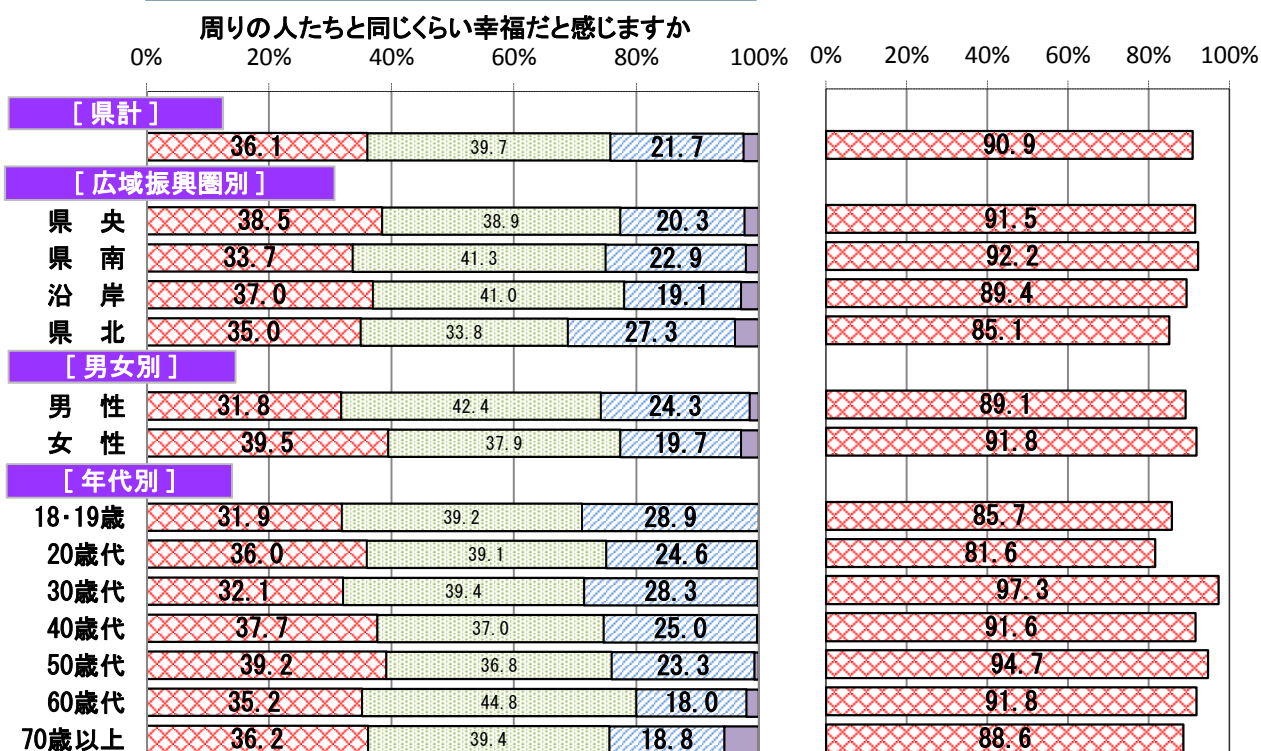 周りの人たちと同じくらい幸福だと感じますか
0% 20% 40% 60% 80% 100% 0% 20% 40% 60% 80% 100%
[ 県計 ]
36.1 39.7 21.7 90.9
[ 広域振興圏別 ]
県 央 38.5 38.9 20.3 91.5
県 南 33.7 41.3 22.9 92.2
沿 岸 37.0 41.0 19.1 89.4
県 北 35.0 33.8 27.3 85.1
[ 男女別 ]
男 性 31.8 42.4 24.3 89.1
女 性 39.5 37.9 19.7 91.8
[ 年代別 ]
18・19歳 31.9 39.2 28.9 85.7
20歳代 36.0 39.1 24.6 81.6
30歳代 32.1 39.4 28.3 97.3
40歳代 37.7 37.0 25.0 91.6
50歳代 39.2 36.8 23.3 94.7
60歳代 35.2 44.8 18.0 91.8
70歳以上 36.2 39.4 18.8 88.6